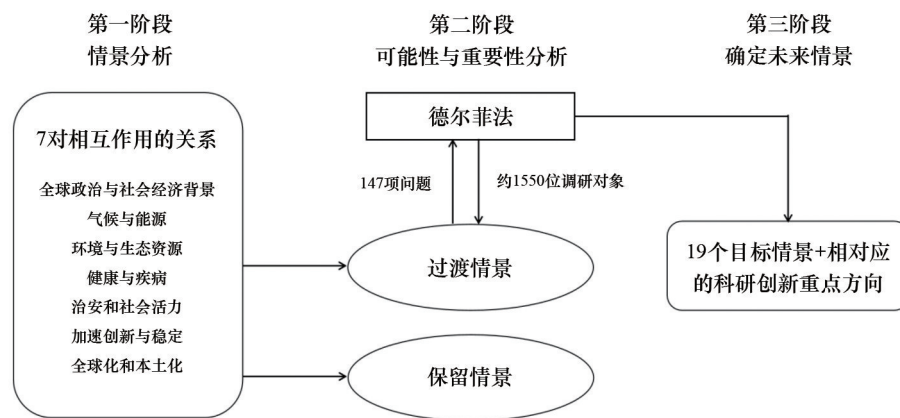 第一阶段
情景分析
第二阶段
可能性与重要性分析
第三阶段
确定未来情景
7对相互作用的关系
全球政治与社会经济背景
气候与能源
环境与生态资源
健康与疾病
治安和社会活力
加速创新与稳定
全球化和本土化
德尔菲法
147项问题
约1550位调研对象
过渡情景
保留情景
19个目标情景+相对应
的科研创新重点方向